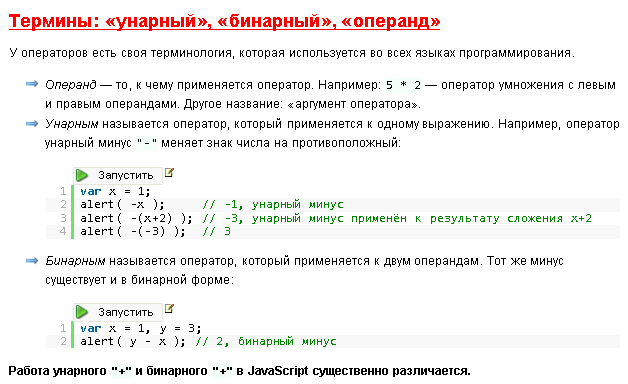 Термины: «унарный», «бинарный», «операнд»
У операторов есть своя терминология, которая используется во всех языках программирования.
Операнд — то, к чему применяется оператор. Например: 5 * 2 — оператор умножения с левым
и правым операндами. Другое название: «аргумент оператора».
Унарным называется оператор, который применяется к одному выражению. Например, оператор
унарный минус "-" меняет знак числа на противоположный:
Запустить
1 var x = 1;
2 alert( -x );     // -1, унарный минус
3 alert( -(x+2) ); // -3, унарный минус применён к результату сложения x+2
4 alert( -(-3) );  // 3
Бинарным называется оператор, который применяется к двум операндам. Тот же минус
существует и в бинарной форме:
Запустить
1 var x = 1, y = 3;
2 alert( y - x ); // 2, бинарный минус
Работа унарного "+" и бинарного "+" в JavaScript существенно различается.